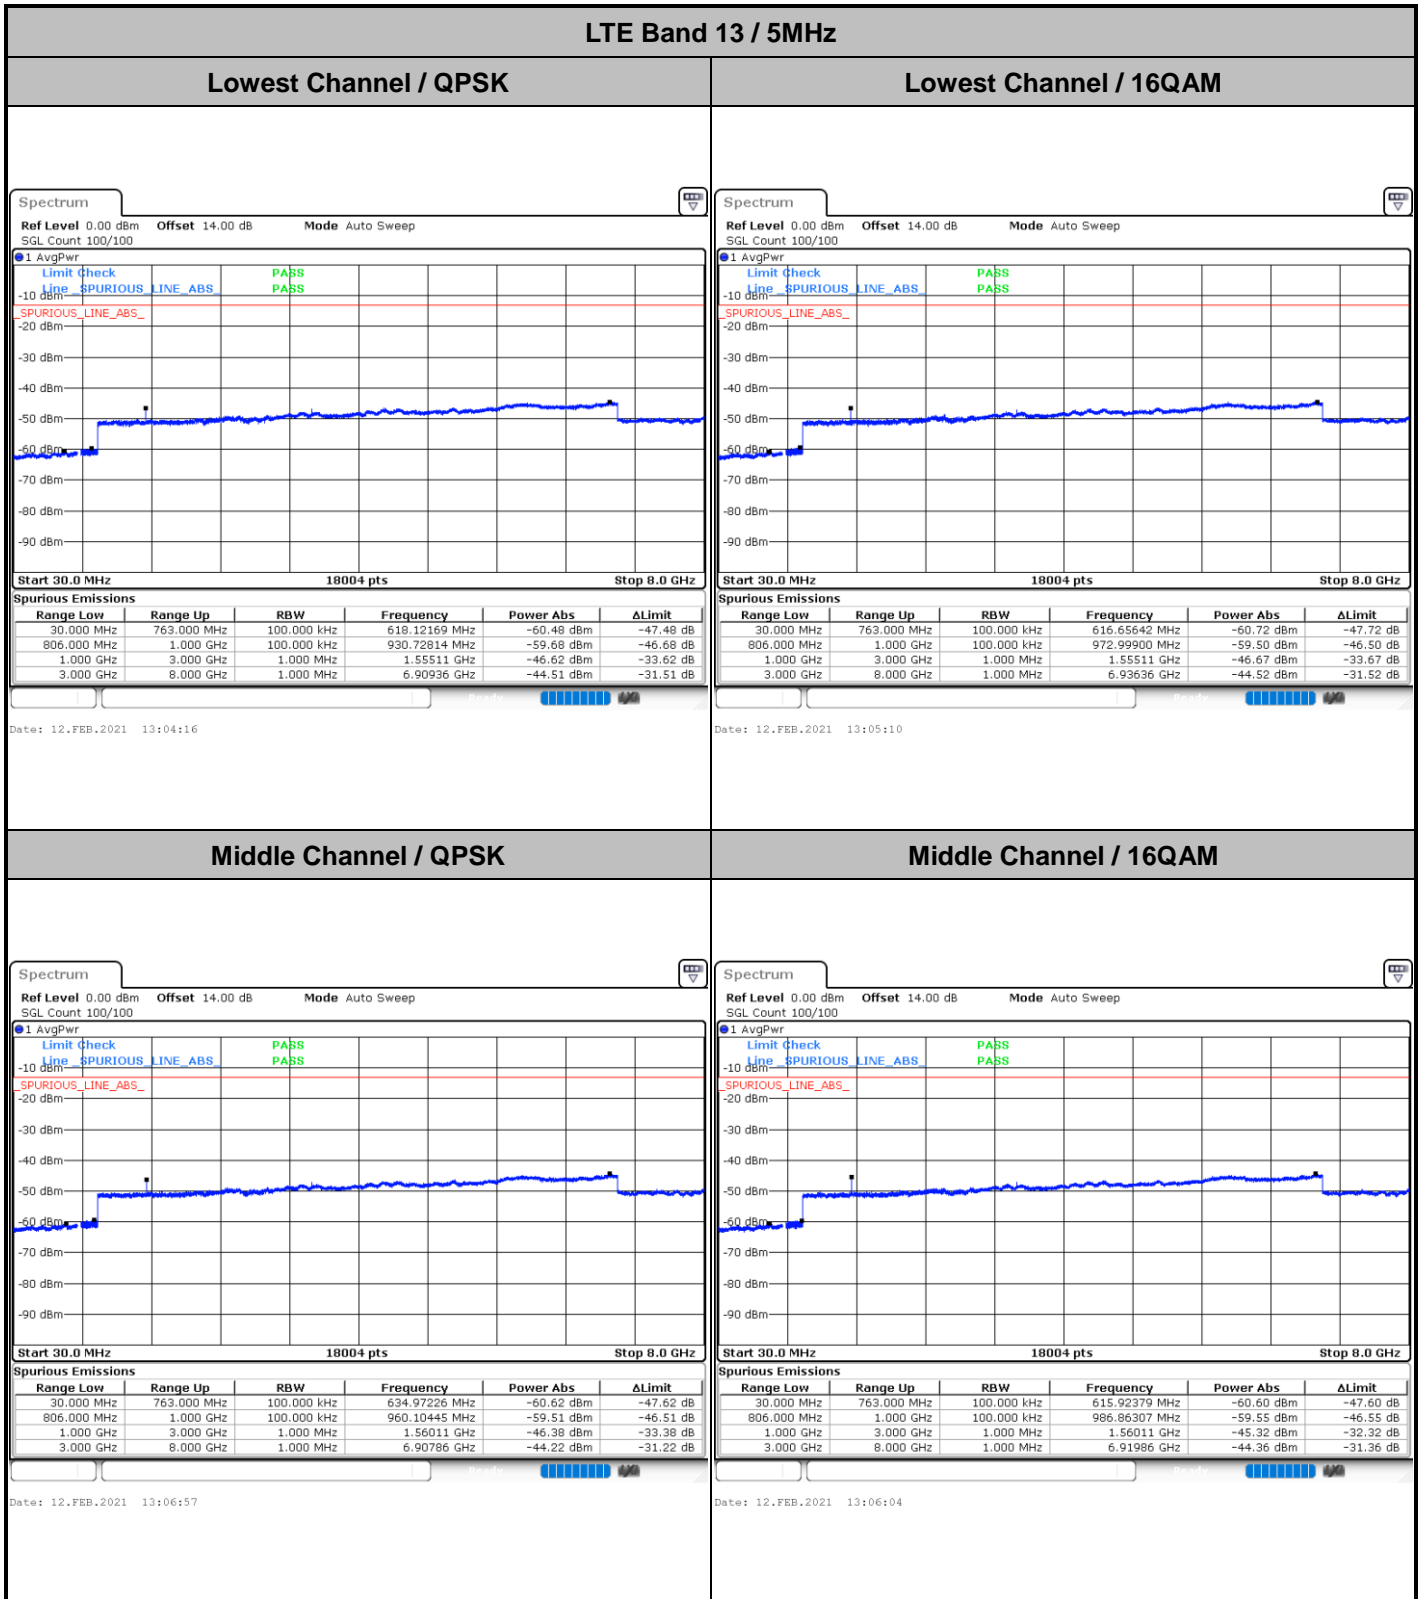 LTE Band 13 / 5MHz
Lowest Channel / QPSK
Lowest Channel / 16QAM
Spectrum
Ref Level 0.00 dBm Offset 14.00 dB Mode Auto Sweep
SGL Count 100/100
1 AvgPwr
Limit Check PASS
Line _SPURIOUS_LINE_ABS_ PASS
-10 dBm
_SPURIOUS_LINE_ABS_
-20 dBm
-30 dBm
-40 dBm
-50 dBm
-60 dBm
-70 dBm
-80 dBm
-90 dBm
Start 30.0 MHz 18004 pts Stop 8.0 GHz
Spurious Emissions
Range Low Range Up RBW Frequency Power Abs ΔLimit
30.000 MHz 763.000 MHz 100.000 kHz 618.12169 MHz -60.48 dBm -47.48 dB
806.000 MHz 1.000 GHz 100.000 kHz 930.72814 MHz -59.68 dBm -46.68 dB
1.000 GHz 3.000 GHz 1.000 MHz 1.55511 GHz -46.62 dBm -33.62 dB
3.000 GHz 8.000 GHz 1.000 MHz 6.90936 GHz -44.51 dBm -31.51 dB
Date: 12.FEB.2021 13:04:16
Spectrum
Ref Level 0.00 dBm Offset 14.00 dB Mode Auto Sweep
SGL Count 100/100
1 AvgPwr
Limit Check PASS
Line _SPURIOUS_LINE_ABS_ PASS
-10 dBm
_SPURIOUS_LINE_ABS_
-20 dBm
-30 dBm
-40 dBm
-50 dBm
-60 dBm
-70 dBm
-80 dBm
-90 dBm
Start 30.0 MHz 18004 pts Stop 8.0 GHz
Spurious Emissions
Range Low Range Up RBW Frequency Power Abs ΔLimit
30.000 MHz 763.000 MHz 100.000 kHz 616.65642 MHz -60.72 dBm -47.72 dB
806.000 MHz 1.000 GHz 100.000 kHz 972.99900 MHz -59.50 dBm -46.50 dB
1.000 GHz 3.000 GHz 1.000 MHz 1.55511 GHz -46.67 dBm -33.67 dB
3.000 GHz 8.000 GHz 1.000 MHz 6.93636 GHz -44.52 dBm -31.52 dB
Date: 12.FEB.2021 13:05:10
Middle Channel / QPSK
Middle Channel / 16QAM
Spectrum
Ref Level 0.00 dBm Offset 14.00 dB Mode Auto Sweep
SGL Count 100/100
1 AvgPwr
Limit Check PASS
Line _SPURIOUS_LINE_ABS_ PASS
-10 dBm
_SPURIOUS_LINE_ABS_
-20 dBm
-30 dBm
-40 dBm
-50 dBm
-60 dBm
-70 dBm
-80 dBm
-90 dBm
Start 30.0 MHz 18004 pts Stop 8.0 GHz
Spurious Emissions
Range Low Range Up RBW Frequency Power Abs ΔLimit
30.000 MHz 763.000 MHz 100.000 kHz 634.97226 MHz -60.62 dBm -47.62 dB
806.000 MHz 1.000 GHz 100.000 kHz 960.10445 MHz -59.51 dBm -46.51 dB
1.000 GHz 3.000 GHz 1.000 MHz 1.56011 GHz -46.38 dBm -33.38 dB
3.000 GHz 8.000 GHz 1.000 MHz 6.90786 GHz -44.22 dBm -31.22 dB
Date: 12.FEB.2021 13:06:57
Spectrum
Ref Level 0.00 dBm Offset 14.00 dB Mode Auto Sweep
SGL Count 100/100
1 AvgPwr
Limit Check PASS
Line _SPURIOUS_LINE_ABS_ PASS
-10 dBm
_SPURIOUS_LINE_ABS_
-20 dBm
-30 dBm
-40 dBm
-50 dBm
-60 dBm
-70 dBm
-80 dBm
-90 dBm
Start 30.0 MHz 18004 pts Stop 8.0 GHz
Spurious Emissions
Range Low Range Up RBW Frequency Power Abs ΔLimit
30.000 MHz 763.000 MHz 100.000 kHz 615.92379 MHz -60.60 dBm -47.60 dB
806.000 MHz 1.000 GHz 100.000 kHz 986.86307 MHz -59.55 dBm -46.55 dB
1.000 GHz 3.000 GHz 1.000 MHz 1.56011 GHz -45.32 dBm -32.32 dB
3.000 GHz 8.000 GHz 1.000 MHz 6.91986 GHz -44.36 dBm -31.36 dB
Date: 12.FEB.2021 13:06:04